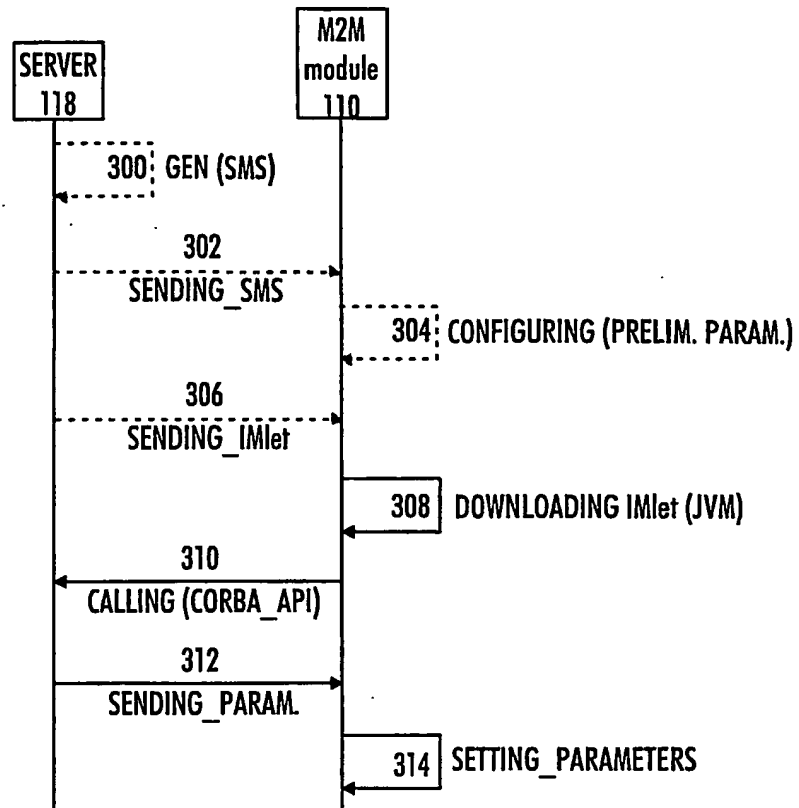 SERVER
118
M2M
module
110
300 GEN (SMS)
302
SENDING_SMS
304 CONFIGURING (PRELIM. PARAM.)
306
SENDING_IMlet
308 DOWNLOADING IMlet (JVM)
310
CALLING (CORBA_API)
312
SENDING_PARAM.
314 SETTING_PARAMETERS